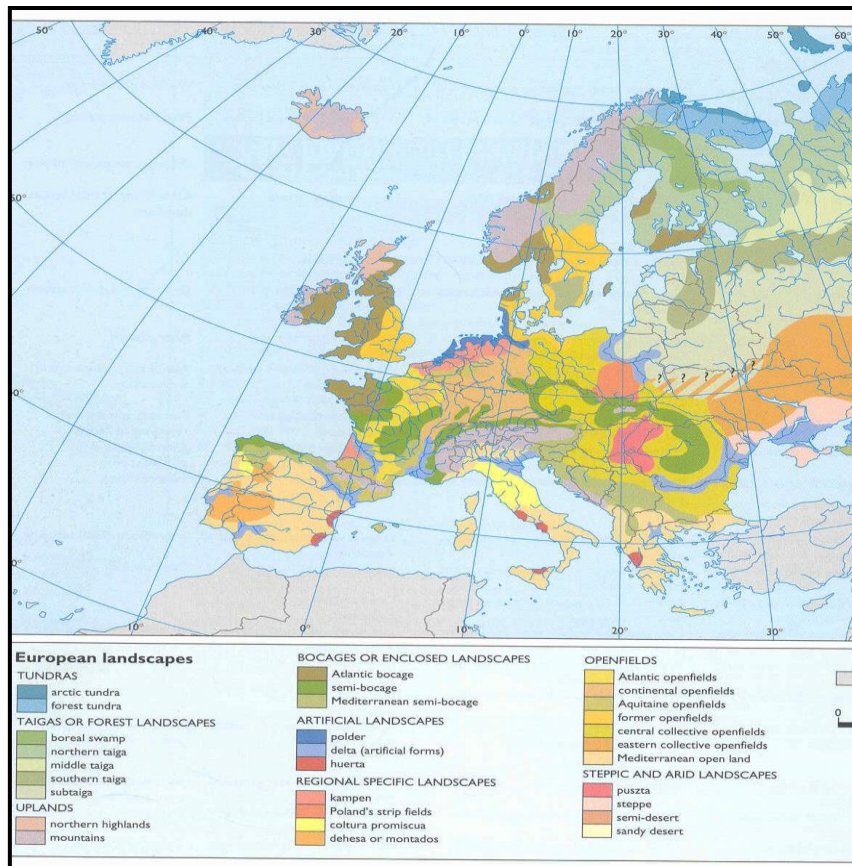 50° 40° 30° 20° 10° 0° 10° 20° 30° 40° 50° 60°
? ? ? ? ?
10° 0° 10° 20° 30°
European landscapes
TUNDRAS
arctic tundra
forest tundra
TAIGAS OR FOREST LANDSCAPES
boreal swamp
northern taiga
middle taiga
southern taiga
subtaiga
UPLANDS
northern highlands
mountains
BOCAGES OR ENCLOSED LANDSCAPES
Atlantic bocage
semi-bocage
Mediterranean semi-bocage
ARTIFICIAL LANDSCAPES
polder
delta (artificial forms)
huerta
REGIONAL SPECIFIC LANDSCAPES
kampen
Poland's strip fields
coltura promiscua
dehesa or montados
OPENFIELDS
Atlantic openfields
continental openfields
Aquitaine openfields
former openfields
central collective openfields
eastern collective openfields
Mediterranean open land
STEPPIC AND ARID LANDSCAPES
puszta
steppe
semi-desert
sandy desert
0